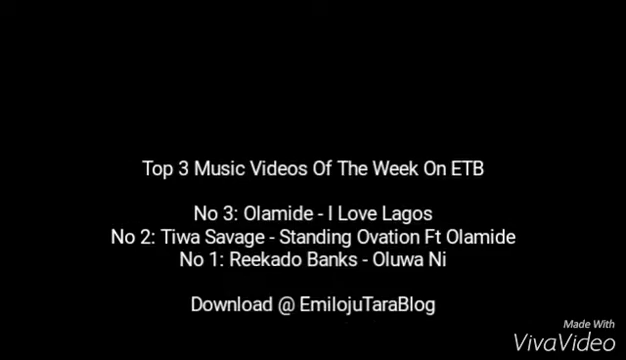 Top 3 Music Videos Of The Week On ETB
No 3: Olamide - I Love Lagos
No 2: Tiwa Savage - Standing Ovation Ft Olamide
No 1: Reekado Banks - Oluwa Ni
Download @ EmilojuTaraBlog
Made With
VivaVideo